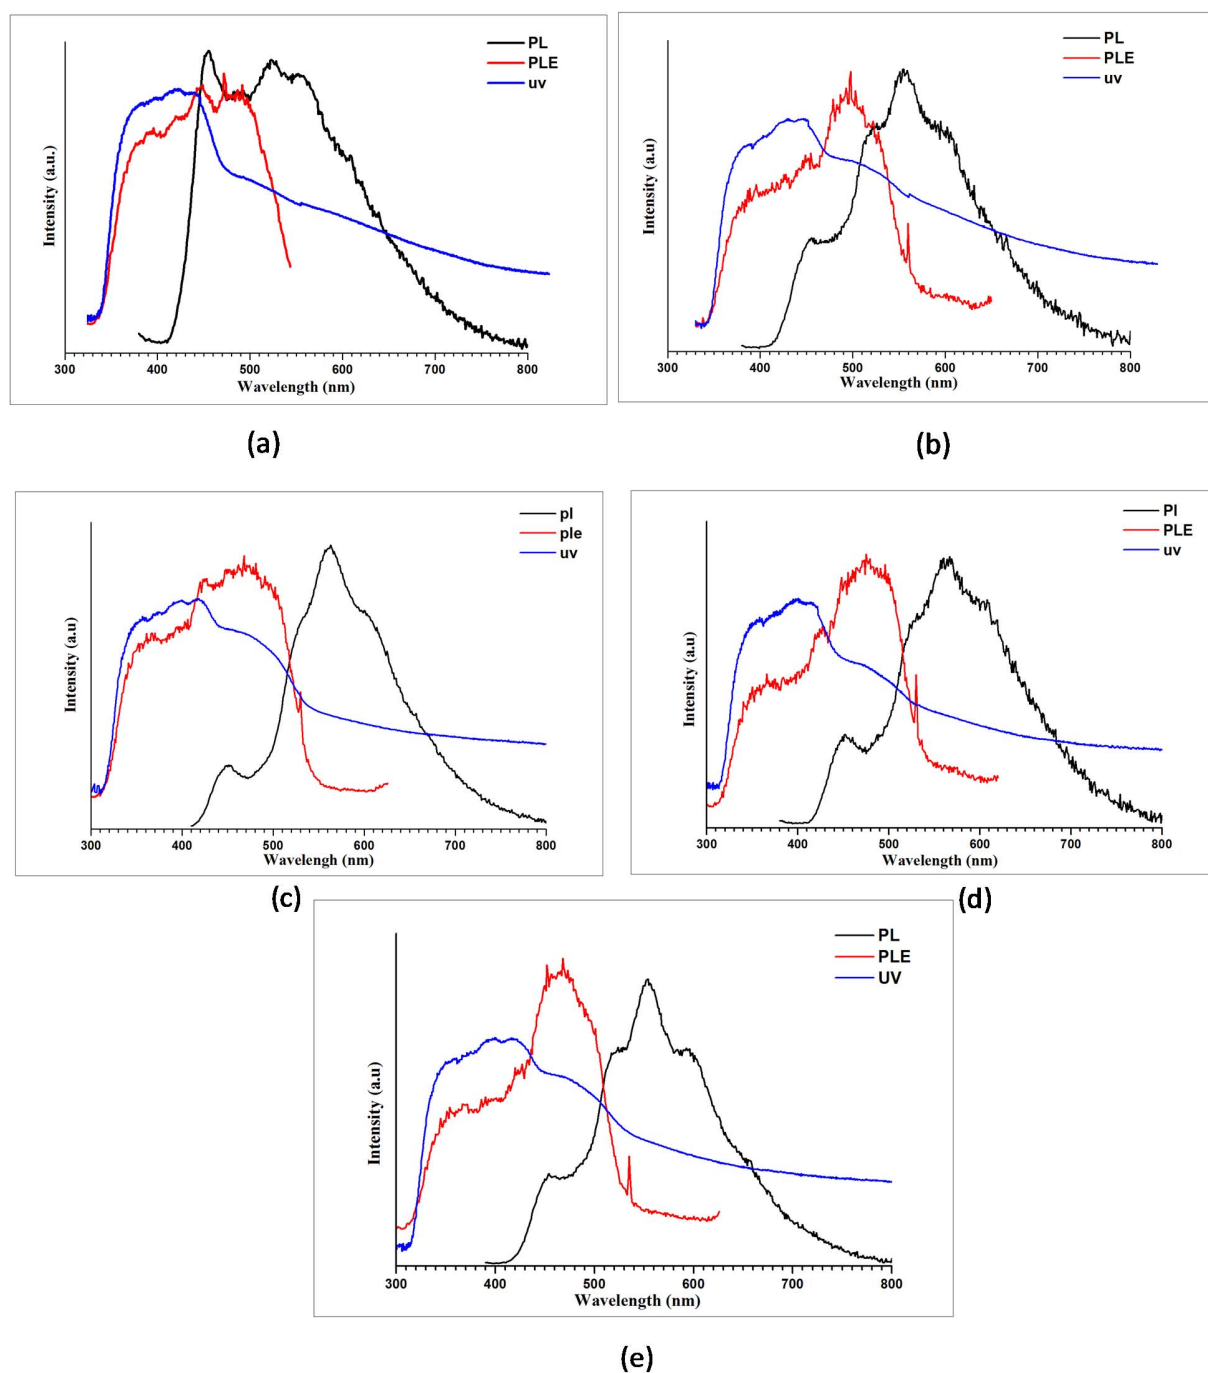 PL
PLE
uv
Intensity (a.u.)
300 400 500 600 700 800
Wavelength (nm)
(a)
PL
PLE
uv
Intensity (a.u)
300 400 500 600 700 800
Wavelength (nm)
(b)
pl
ple
uv
Intensity (a.u)
300 400 500 600 700 800
Wavelengh (nm)
(c)
Pl
PLE
uv
Intensity (a.u)
300 400 500 600 700 800
Wavelength (nm)
(d)
PL
PLE
UV
Intensity (a.u)
300 400 500 600 700 800
Wavelength (nm)
(e)